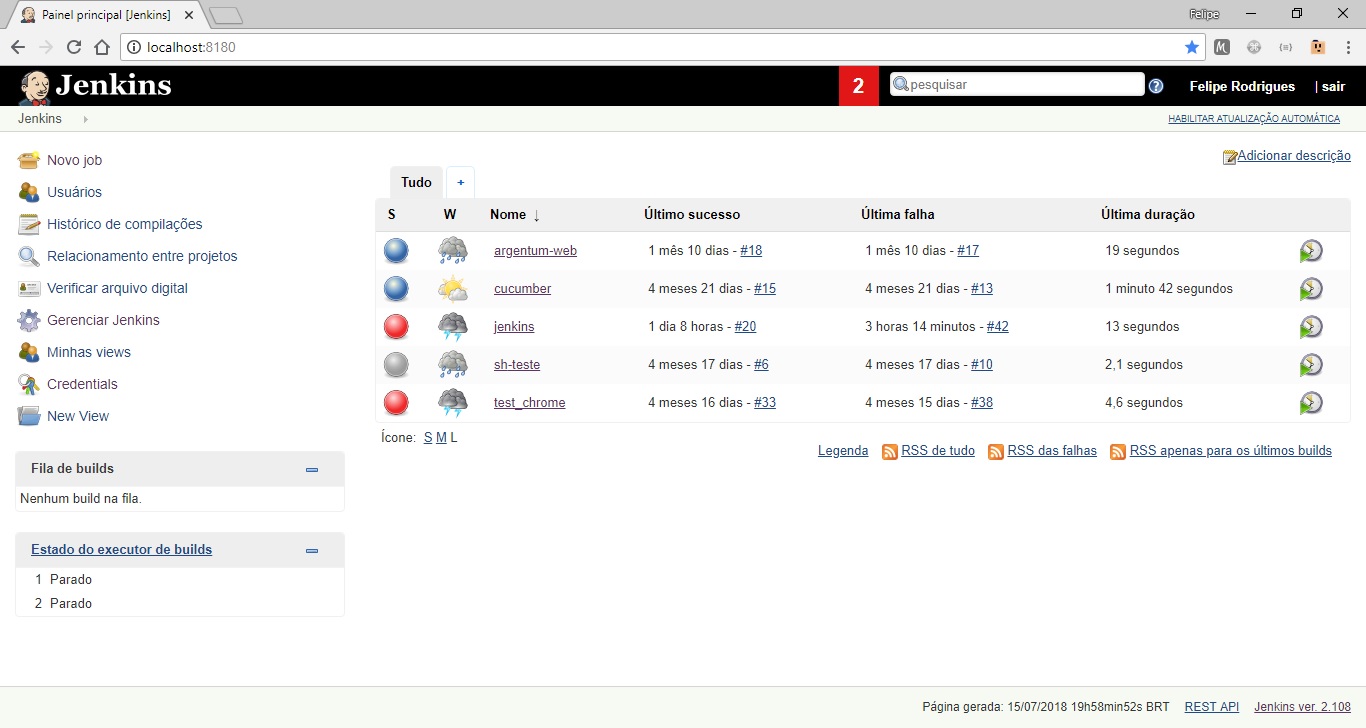 Painel principal [Jenkins]
Felipe
localhost:8180
Jenkins
2
pesquisar
Felipe Rodrigues
| sair
Jenkins
HABILITAR ATUALIZAÇÃO AUTOMÁTICA
Novo job
Usuários
Histórico de compilações
Relacionamento entre projetos
Verificar arquivo digital
Gerenciar Jenkins
Minhas views
Credentials
New View
Fila de builds
Nenhum build na fila.
Estado do executor de builds
1 Parado
2 Parado
Adicionar descrição
Tudo +
S W Nome ↓ Último sucesso Última falha Última duração
argentum-web 1 mês 10 dias - #18 1 mês 10 dias - #17 19 segundos
cucumber 4 meses 21 dias - #15 4 meses 21 dias - #13 1 minuto 42 segundos
jenkins 1 dia 8 horas - #20 3 horas 14 minutos - #42 13 segundos
sh-teste 4 meses 17 dias - #6 4 meses 17 dias - #10 2,1 segundos
test_chrome 4 meses 16 dias - #33 4 meses 15 dias - #38 4,6 segundos
Ícone: S M L
Legenda RSS de tudo RSS das falhas RSS apenas para os últimos builds
Página gerada: 15/07/2018 19h58min52s BRT REST API Jenkins ver. 2.108